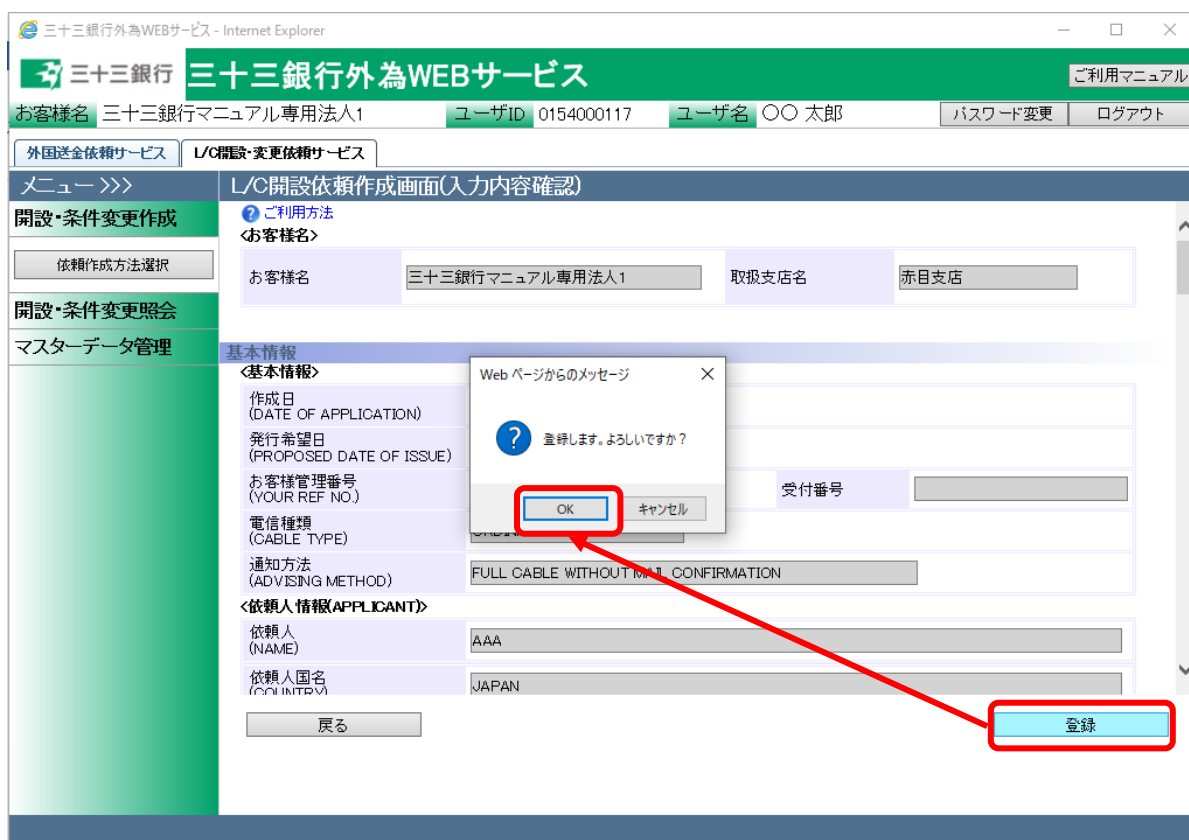 三十三銀行外為WEBサービス - Internet Explorer
三十三銀行 三十三銀行外為WEBサービス ご利用マニュアル
お客様名 三十三銀行マニュアル専用法人1 ユーザID 0154000117 ユーザ名 〇〇 太郎 パスワード変更 ログアウト
外国送金依頼サービス L/C開設・変更依頼サービス
メニュー >>> L/C開設依頼作成画面(入力内容確認)
開設・条件変更作成
依頼作成方法選択
開設・条件変更照会
マスターデータ管理
ご利用方法
<お客様名>
お客様名 三十三銀行マニュアル専用法人1 取扱支店名 赤目支店
基本情報
<基本情報>
作成日
(DATE OF APPLICATION)
発行希望日
(PROPOSED DATE OF ISSUE)
お客様管理番号
(YOUR REF NO.)
受付番号
電信種類
(CABLE TYPE)
通知方法
(ADVISING METHOD)
FULL CABLE WITHOUT MAIL CONFIRMATION
<依頼人情報(APPLICANT)>
依頼人
(NAME)
AAA
依頼人国名
(COUNTRY)
JAPAN
Web ページからのメッセージ
登録します。よろしいですか?
OK キャンセル
戻る 登録